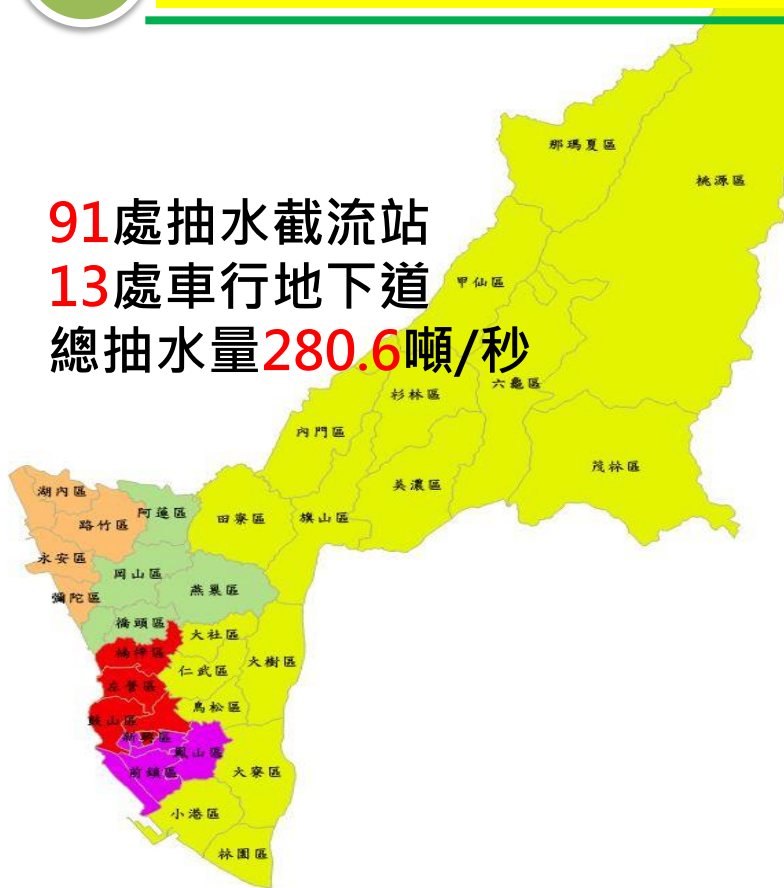 那瑪夏區
桃源區
91處抽水截流站
13處車行地下道
總抽水量280.6噸/秒
甲仙區
六龜區
杉林區
內門區
茂林區
美濃區
旗山區
田寮區
湖內區
路竹區
阿蓮區
永安區
岡山區
燕巢區
彌陀區
橋頭區
大社區
楠梓區
大樹區
仁武區
左營區
鳥松區
鼓山區
新興區
鳳山區
前鎮區
大寮區
小港區
林園區